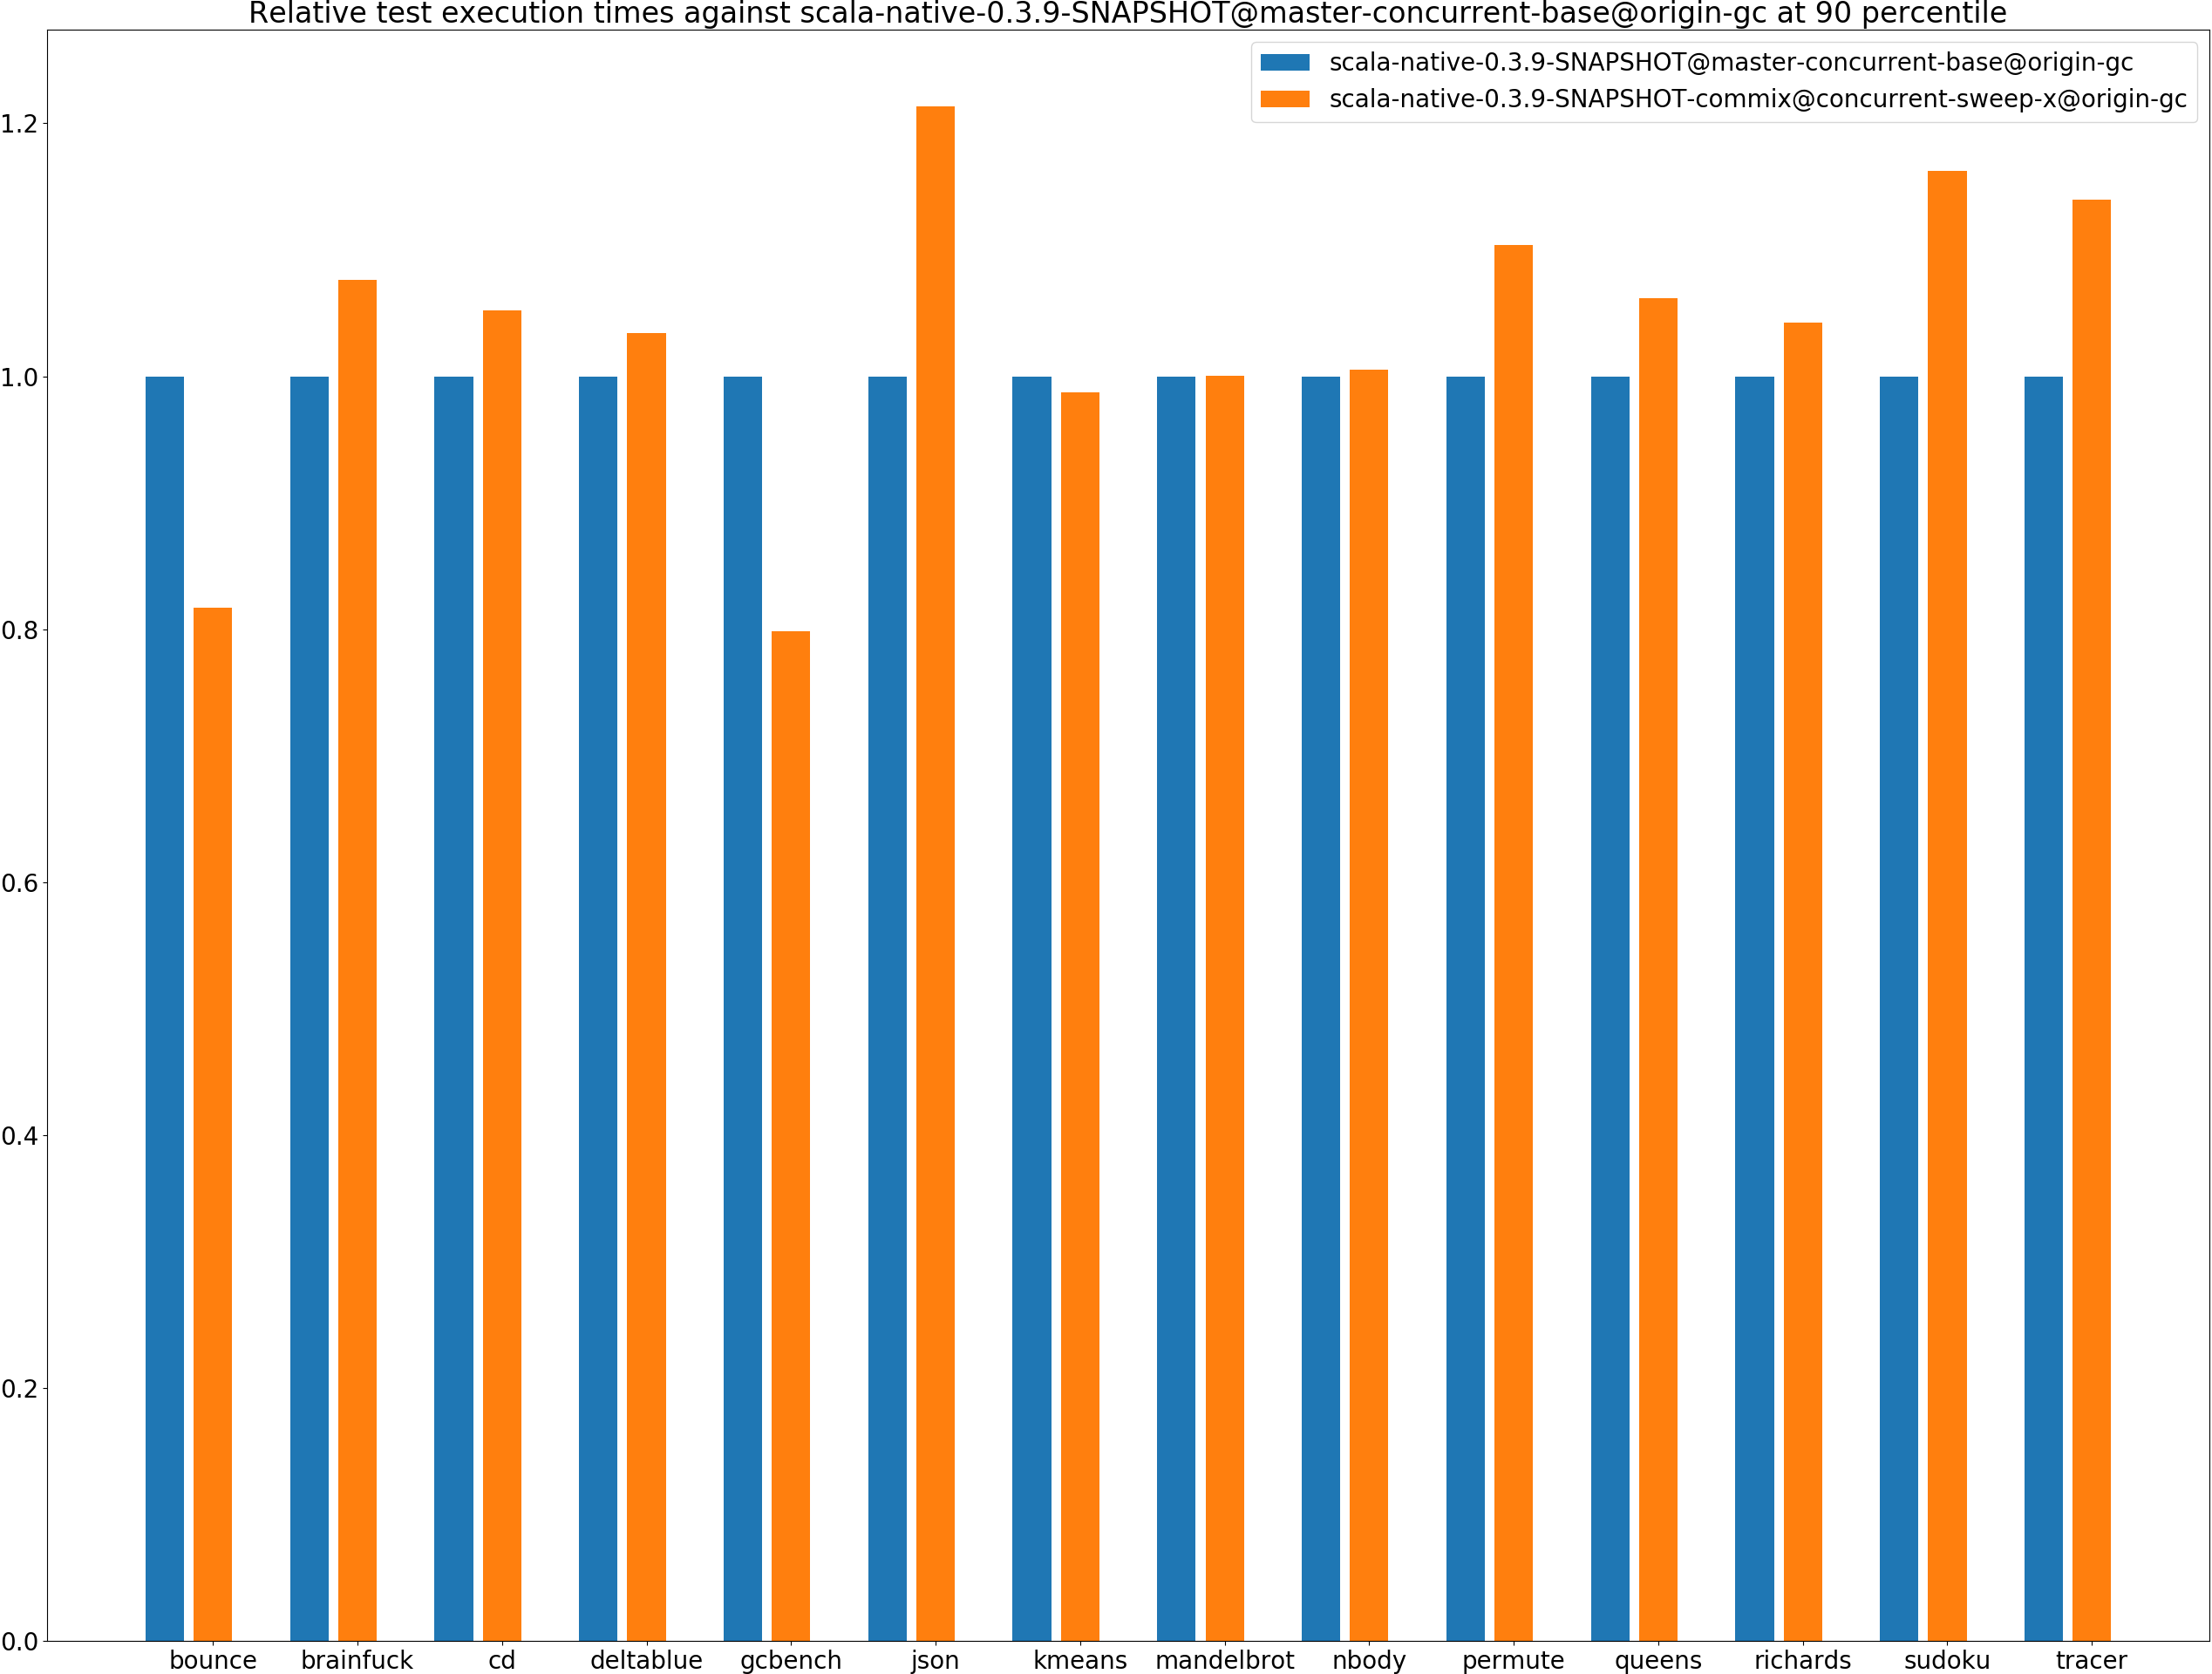 Relative test execution times against scala-native-0.3.9-SNAPSHOT@master-concurrent-base@origin-gc at 90 percentile
scala-native-0.3.9-SNAPSHOT@master-concurrent-base@origin-gc
scala-native-0.3.9-SNAPSHOT-commix@concurrent-sweep-x@origin-gc
1.2
1.0
0.8
0.6
0.4
0.2
0.0
bounce brainfuck cd deltablue gcbench json kmeans mandelbrot nbody permute queens richards sudoku tracer